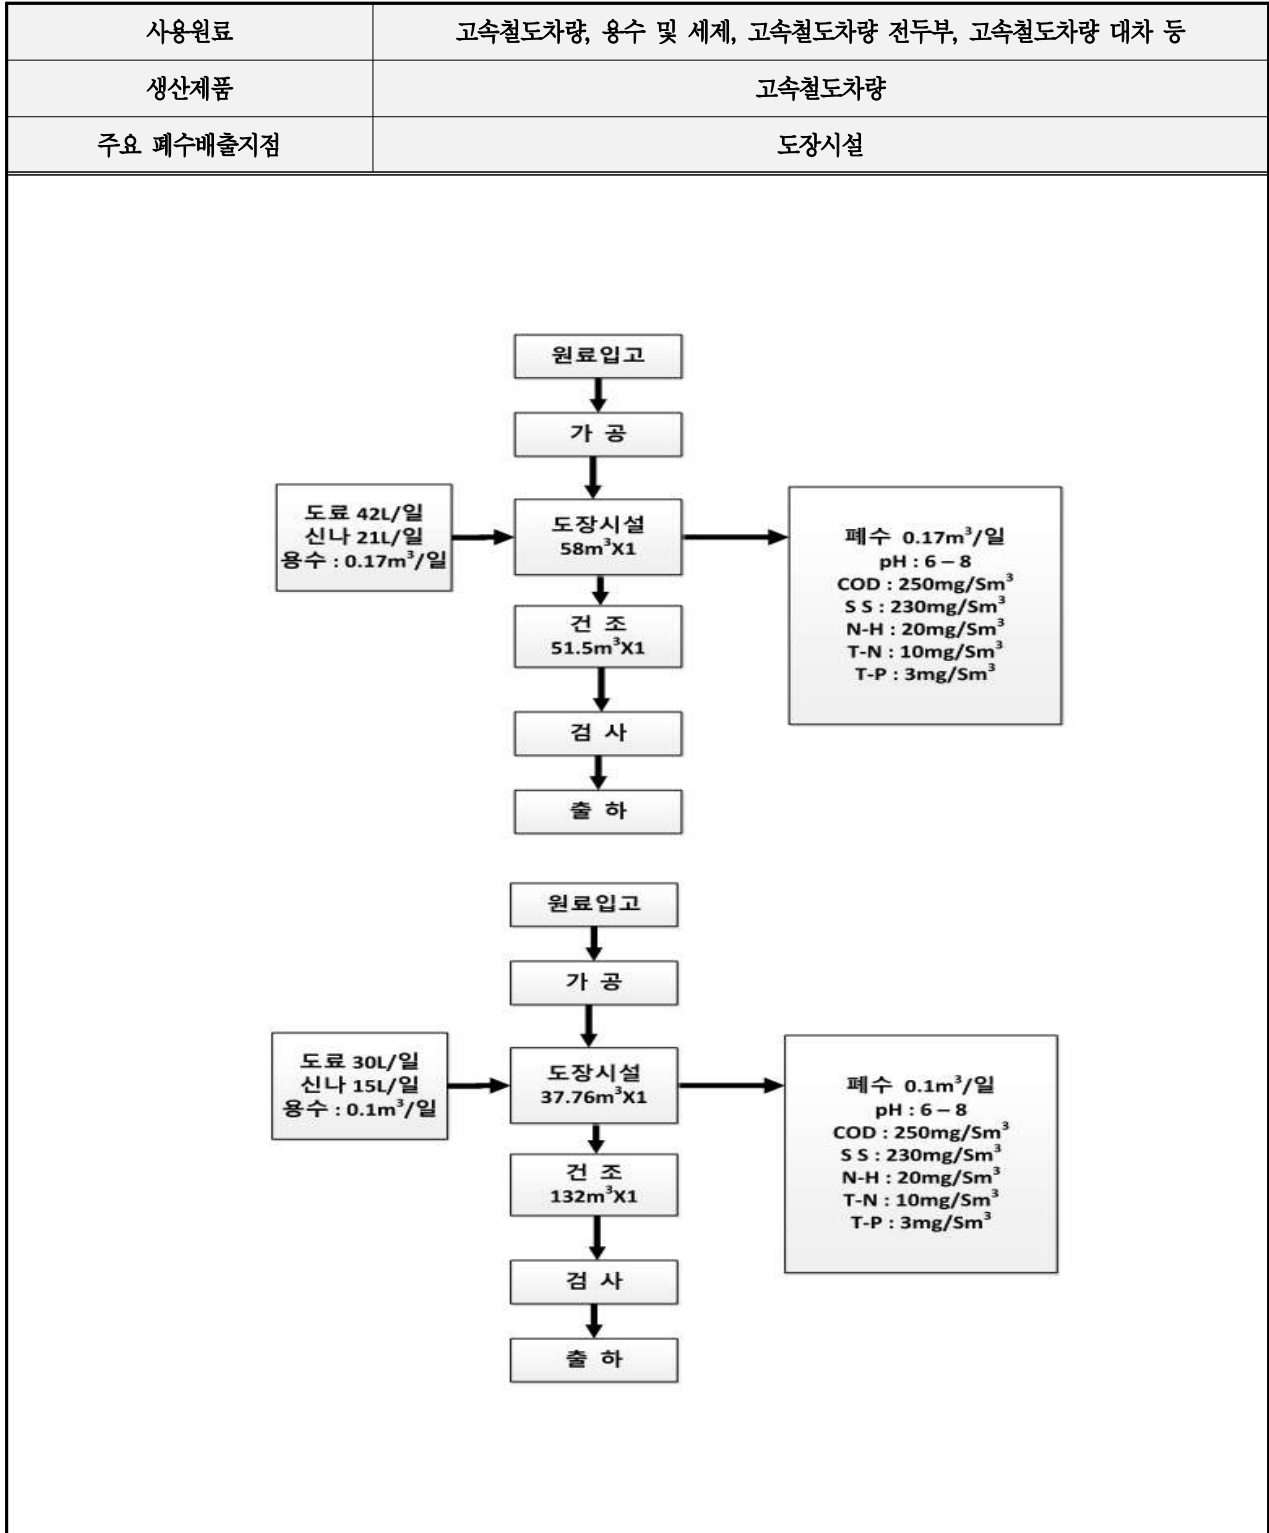 사용원료
고속철도차량, 용수 및 세제, 고속철도차량 전두부, 고속철도차량 대차 등
생산제품
고속철도차량
주요 폐수배출지점
도장시설
원료입고
가 공
도료 42L/일
신나 21L/일
용수 : 0.17m³/일
도장시설
58m³X1
폐수 0.17m³/일
pH : 6 – 8
COD : 250mg/Sm³
S S : 230mg/Sm³
N-H : 20mg/Sm³
T-N : 10mg/Sm³
T-P : 3mg/Sm³
건 조
51.5m³X1
검 사
출 하
원료입고
가 공
도료 30L/일
신나 15L/일
용수 : 0.1m³/일
도장시설
37.76m³X1
폐수 0.1m³/일
pH : 6 – 8
COD : 250mg/Sm³
S S : 230mg/Sm³
N-H : 20mg/Sm³
T-N : 10mg/Sm³
T-P : 3mg/Sm³
건 조
132m³X1
검 사
출 하